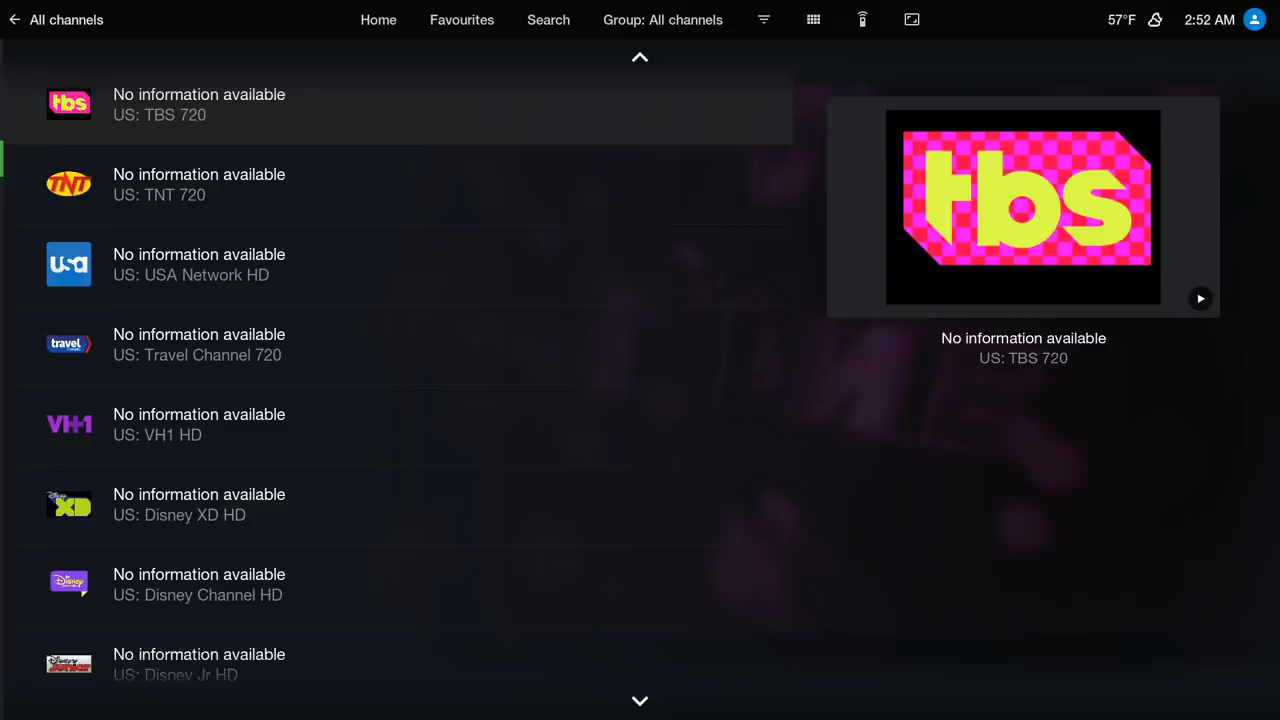 All channels
Home
Favourites
Search
Group: All channels
57°F
2:52 AM
tbs
No information available
US: TBS 720
TNT
No information available
US: TNT 720
usa
No information available
US: USA Network HD
travel
No information available
US: Travel Channel 720
VH1
No information available
US: VH1 HD
Disney
XD
No information available
US: Disney XD HD
Disney
No information available
US: Disney Channel HD
Disney
Junior
No information available
US: Disney Jr HD
tbs
No information available
US: TBS 720